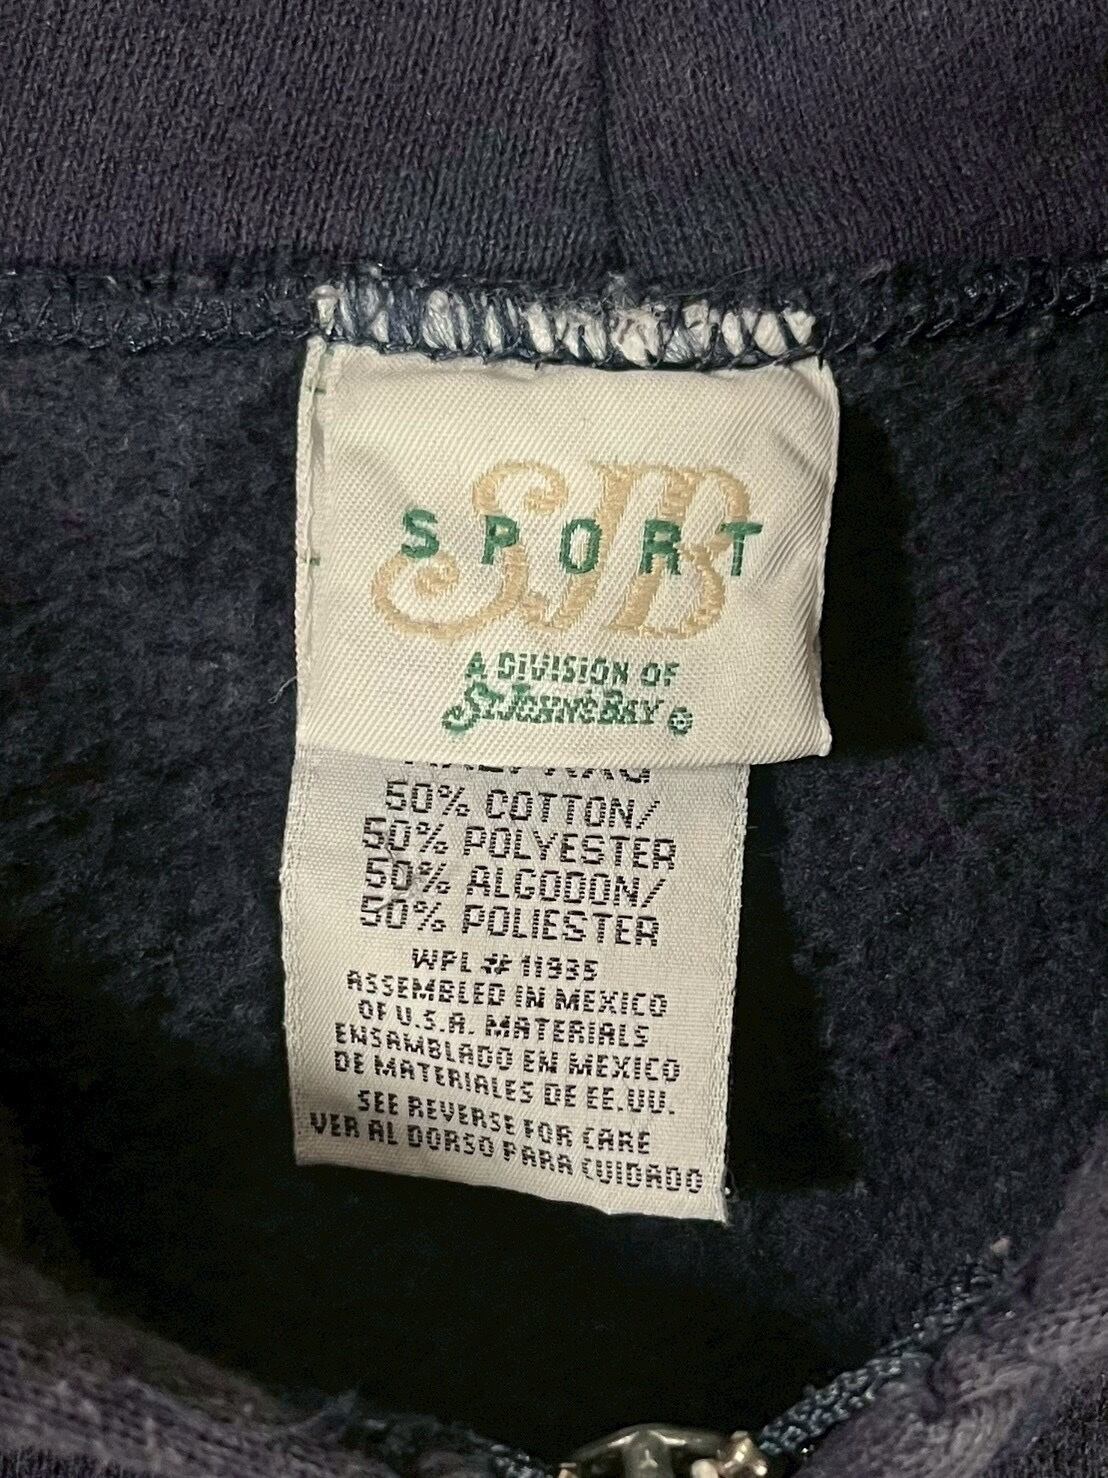 SJB
SPORT
A DIVISION OF
St. John's Bay ®
50% COTTON/
50% POLYESTER
50% ALGODON/
50% POLIESTER
WPL # 11935
ASSEMBLED IN MEXICO
OF U.S.A. MATERIALS
ENSAMBLADO EN MEXICO
DE MATERIALES DE EE.UU.
SEE REVERSE FOR CARE
VER AL DORSO PARA CUIDADO